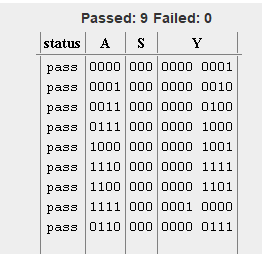 Passed: 9 Failed: 0
status A S Y
pass 0000 000 0000 0001
pass 0001 000 0000 0010
pass 0011 000 0000 0100
pass 0111 000 0000 1000
pass 1000 000 0000 1001
pass 1110 000 0000 1111
pass 1100 000 0000 1101
pass 1111 000 0001 0000
pass 0110 000 0000 0111